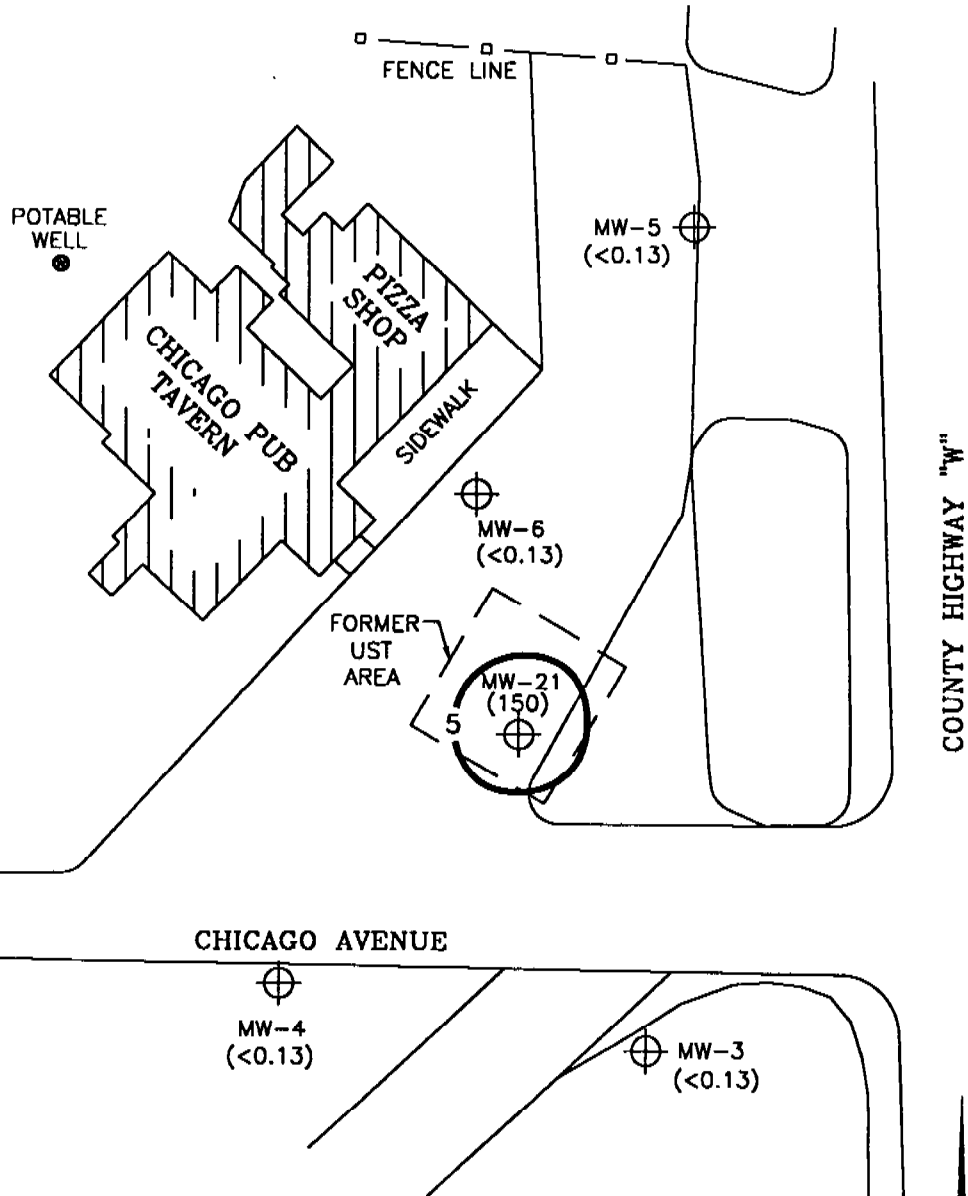 FENCE LINE
POTABLE
WELL
MW-5
(<0.13)
PIZZA
SHOP
CHICAGO PUB
TAVERN
SIDEWALK
MW-6
(<0.13)
COUNTY HIGHWAY "W"
FORMER
UST
AREA
MW-21
(150)
5
CHICAGO AVENUE
MW-4
(<0.13)
MW-3
(<0.13)